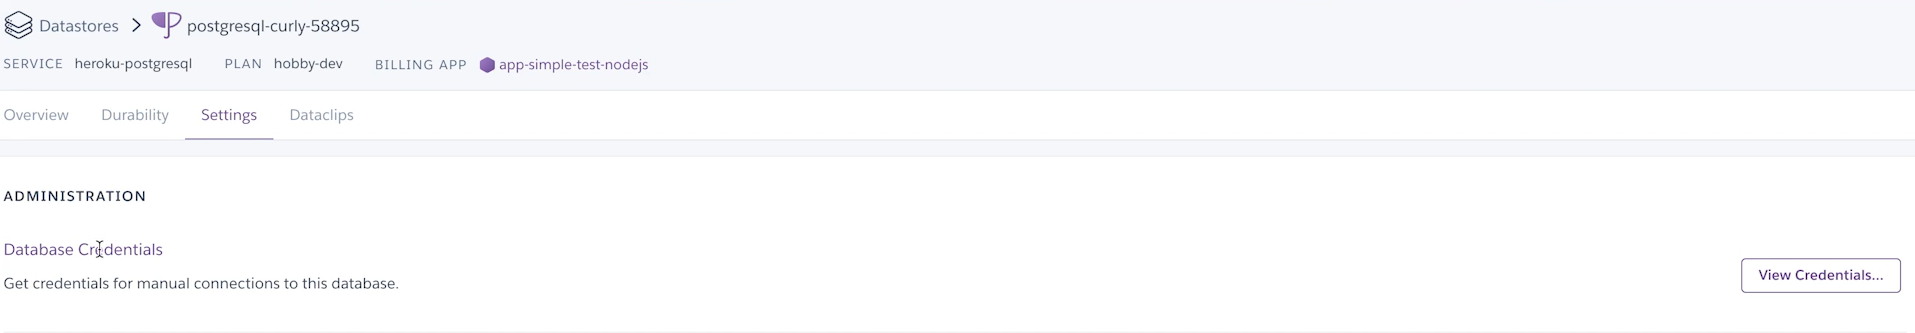 Datastores > postgresql-curly-58895
SERVICE heroku-postgresql PLAN hobby-dev BILLING APP app-simple-test-nodejs
Overview Durability Settings Dataclips
ADMINISTRATION
Database Credentials
Get credentials for manual connections to this database.
View Credentials...